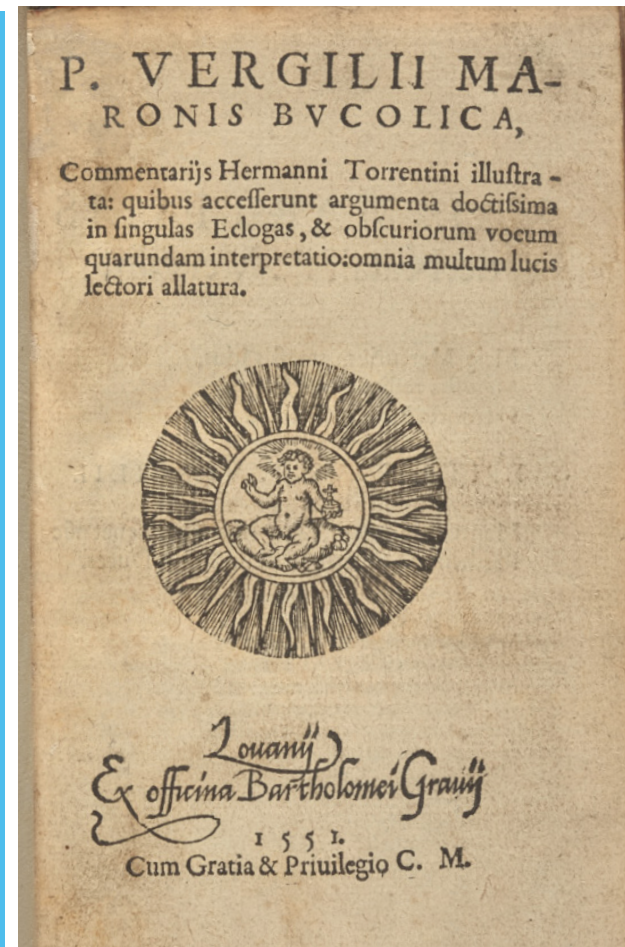 P. VERGILII MA-
RONIS BVCOLICA,
Commentarijs Hermanni Torrentini illuſtra -
ta: quibus acceſſerunt argumenta doctiſsima
in ſingulas Eclogas, & obſcuriorum vocum
quarundam interpretatio: omnia multum lucis
lectori allatura.
Louanij
Ex officina Bartholomei Grauij
1551.
Cum Gratia & Priuilegio C. M.